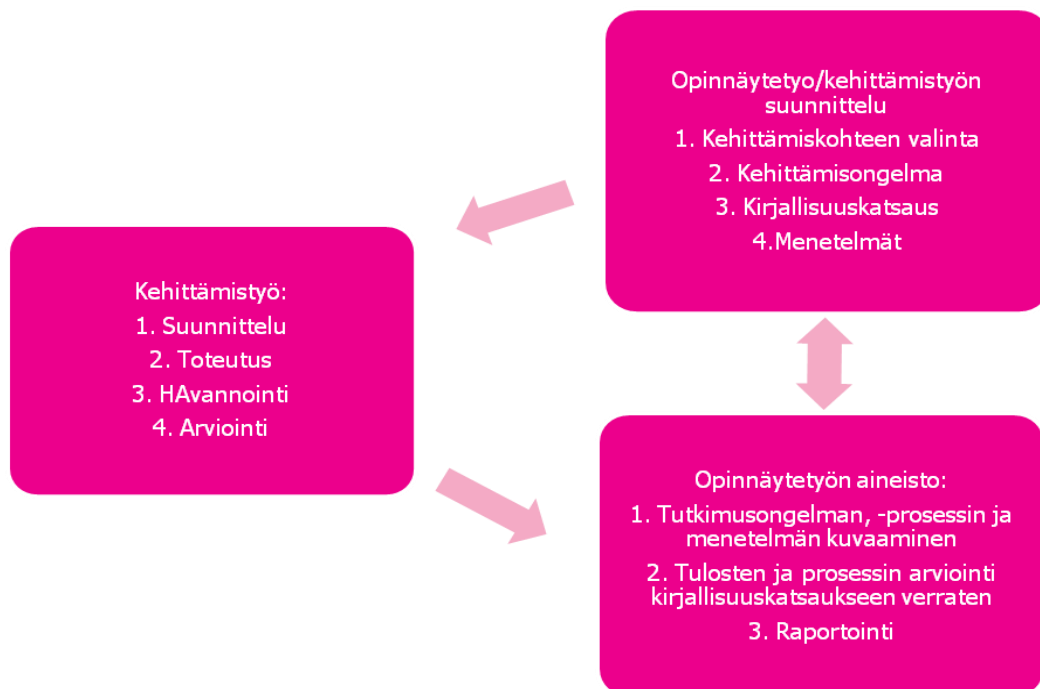 Opinnäytetyo/kehittämistyön
suunnittelu
1. Kehittämiskohteen valinta
2. Kehittämisongelma
3. Kirjallisuuskatsaus
4.Menetelmät
Kehittämistyö:
1. Suunnittelu
2. Toteutus
3. HAvannointi
4. Arviointi
Opinnäytetyön aineisto:
1. Tutkimusongelman, -prosessin ja
menetelmän kuvaaminen
2. Tulosten ja prosessin arviointi
kirjallisuuskatsaukseen verraten
3. Raportointi